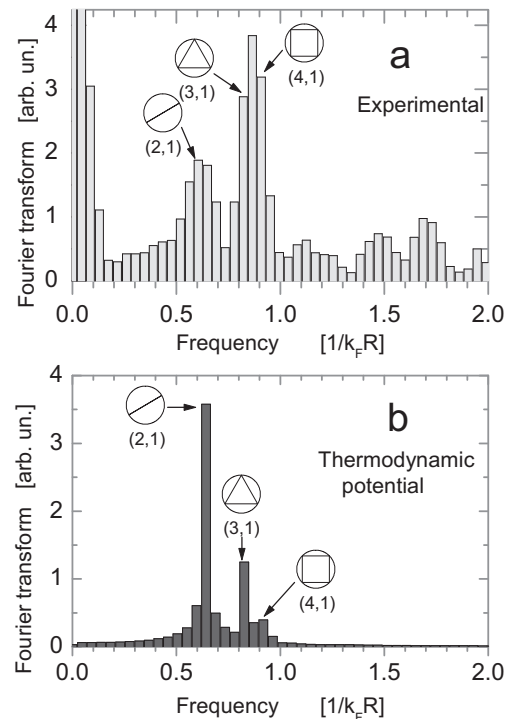 4
3
2
1
0
Fourier transform [arb. un.]
(3,1)
(4,1)
(2,1)
a
Experimental
0.0 0.5 1.0 1.5 2.0
Frequency [1/k_F R]
4
3
2
1
0
Fourier transform [arb. un.]
(2,1)
(3,1)
(4,1)
b
Thermodynamic
potential
0.0 0.5 1.0 1.5 2.0
Frequency [1/k_F R]